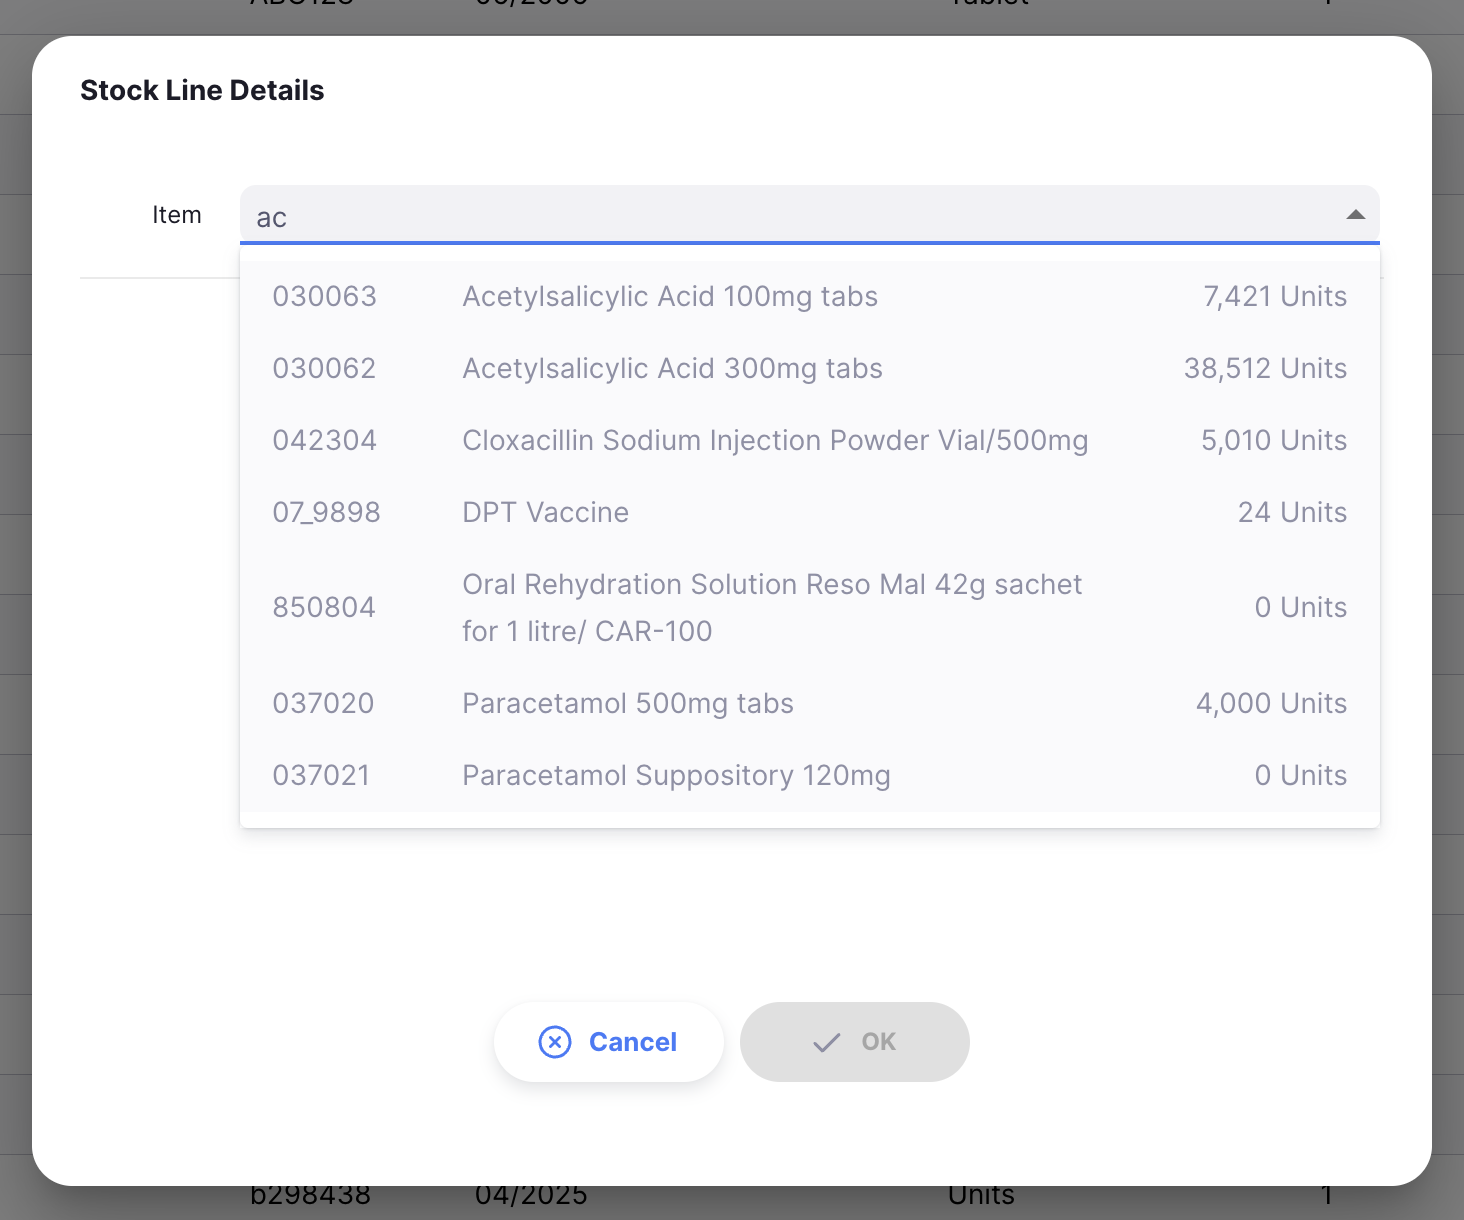 Stock Line Details
Item
ac
030063 Acetylsalicylic Acid 100mg tabs 7,421 Units
030062 Acetylsalicylic Acid 300mg tabs 38,512 Units
042304 Cloxacillin Sodium Injection Powder Vial/500mg 5,010 Units
07_9898 DPT Vaccine 24 Units
850804 Oral Rehydration Solution Reso Mal 42g sachet 0 Units
for 1 litre/ CAR-100
037020 Paracetamol 500mg tabs 4,000 Units
037021 Paracetamol Suppository 120mg 0 Units
Cancel OK
b298438 04/2025 Units 1